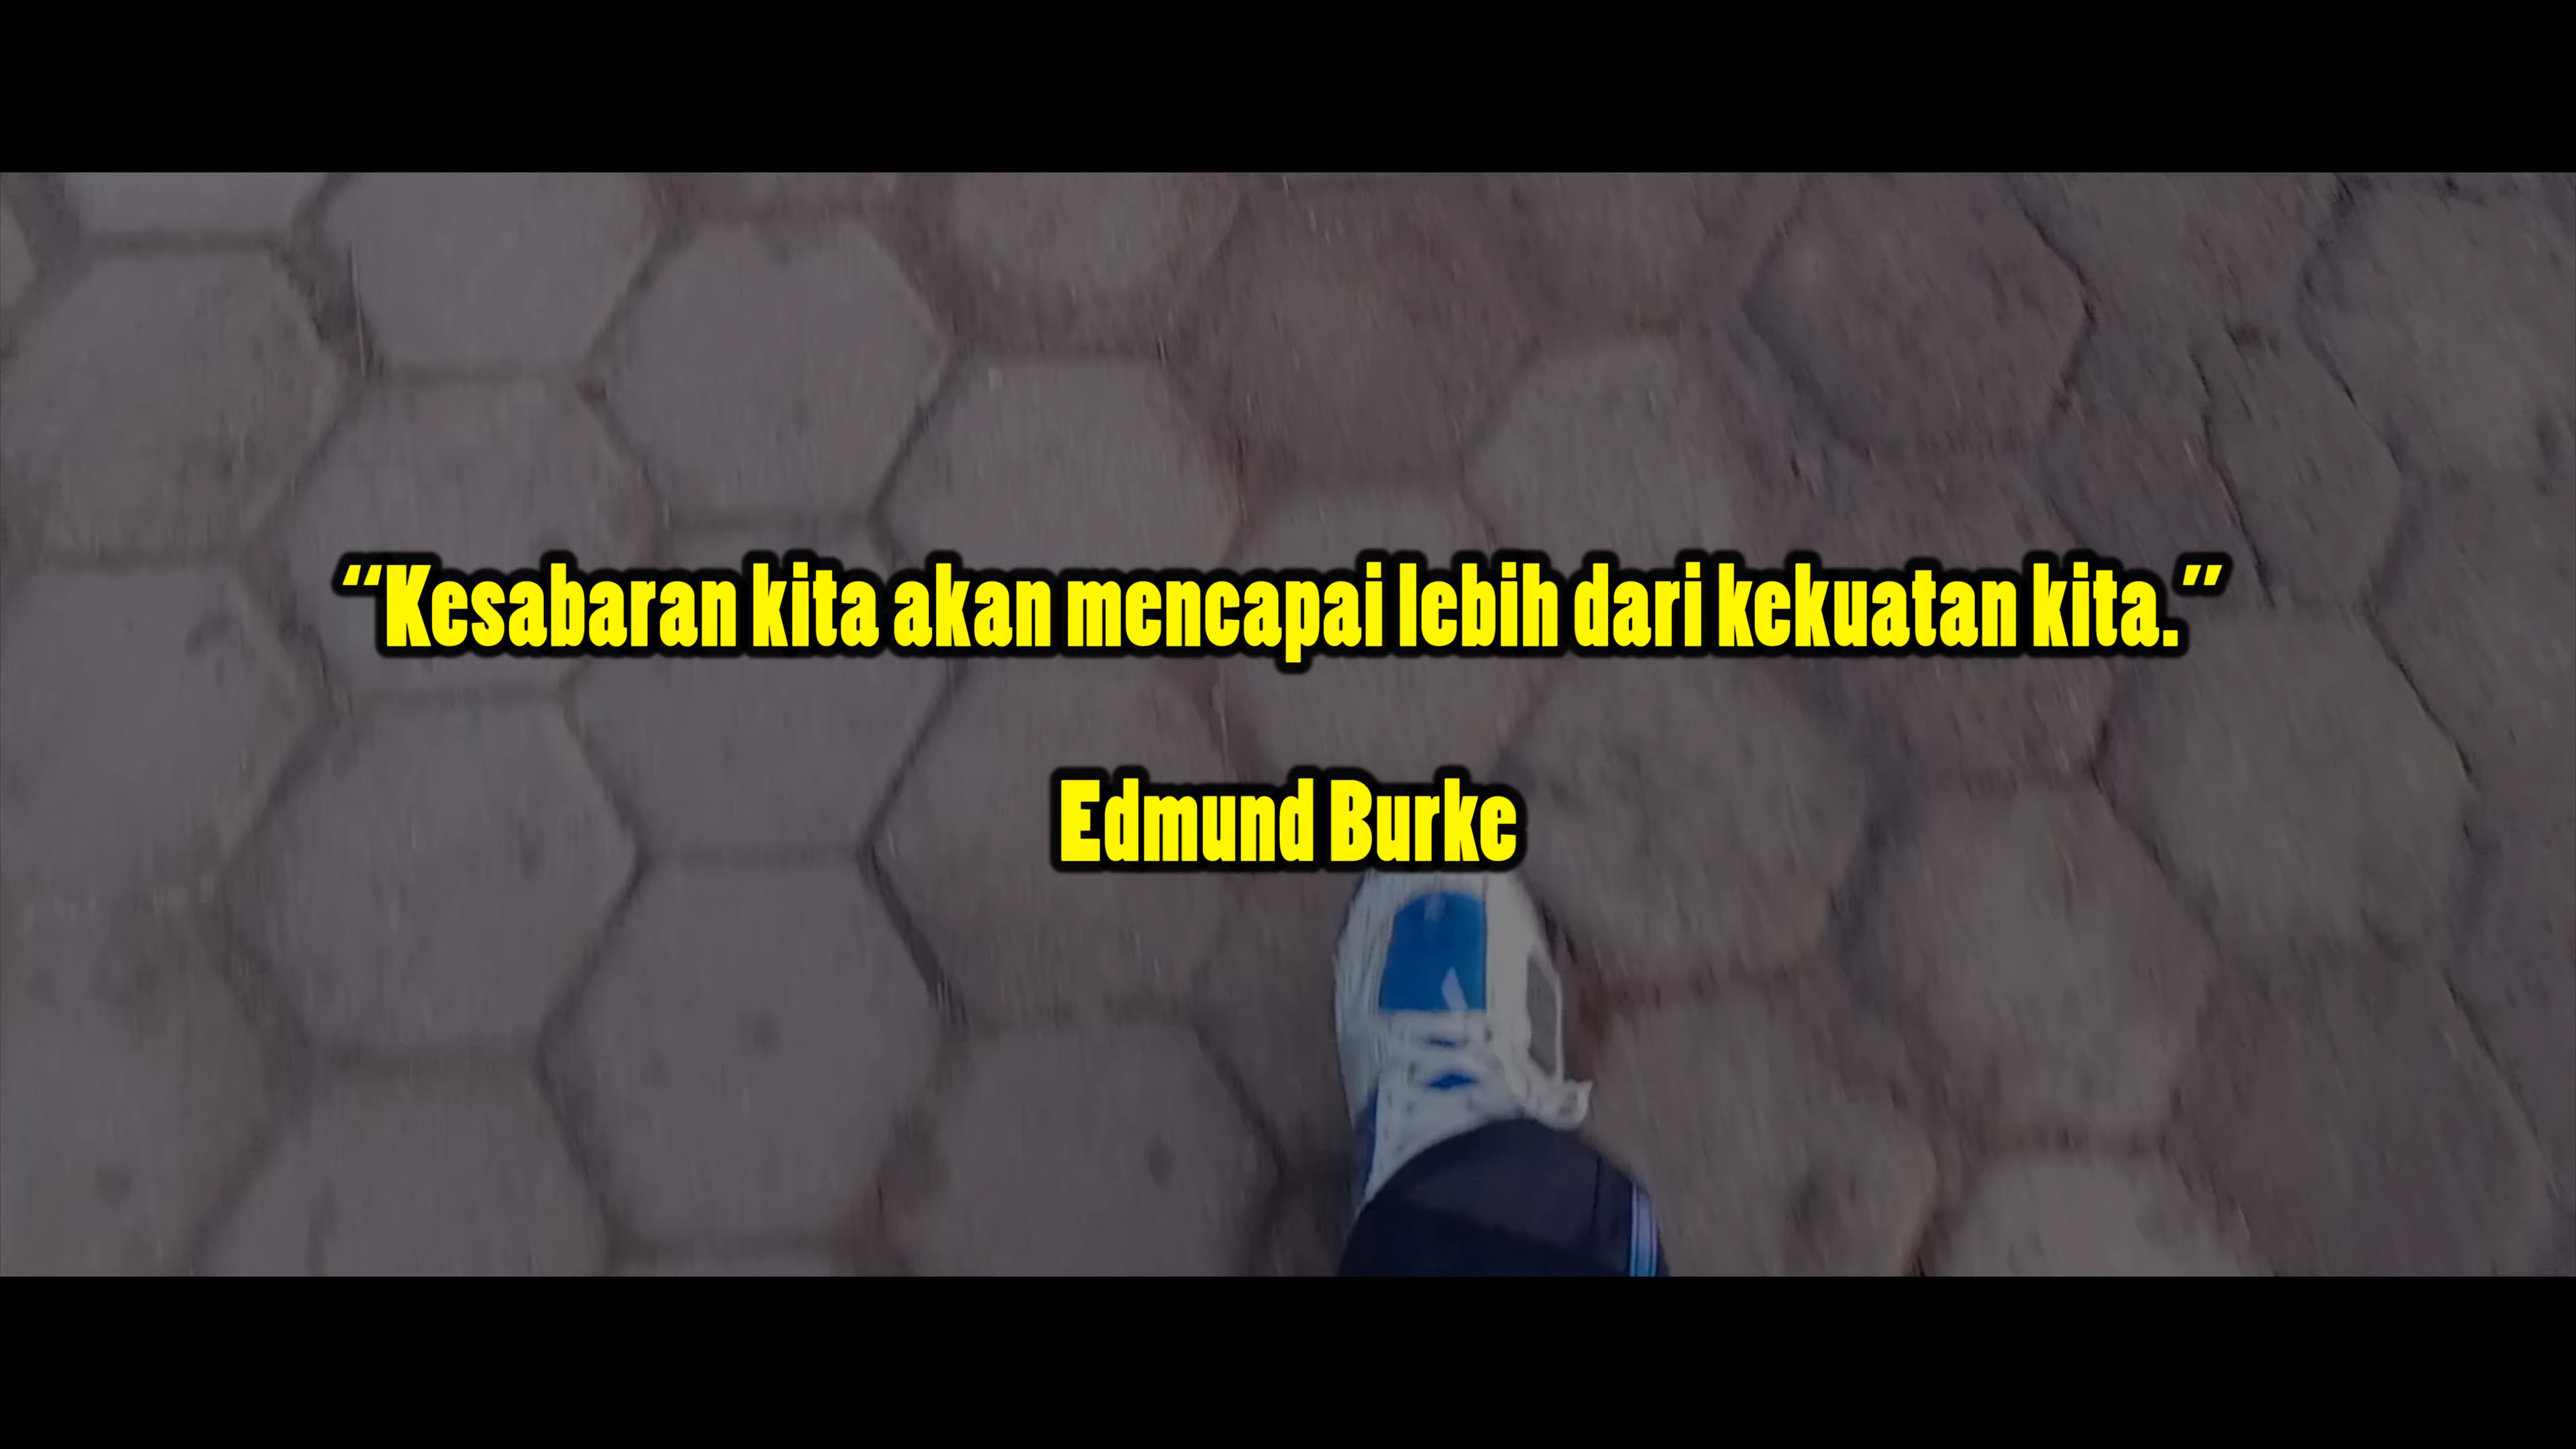 “Kesabaran kita akan mencapai lebih dari kekuatan kita.”
Edmund Burke